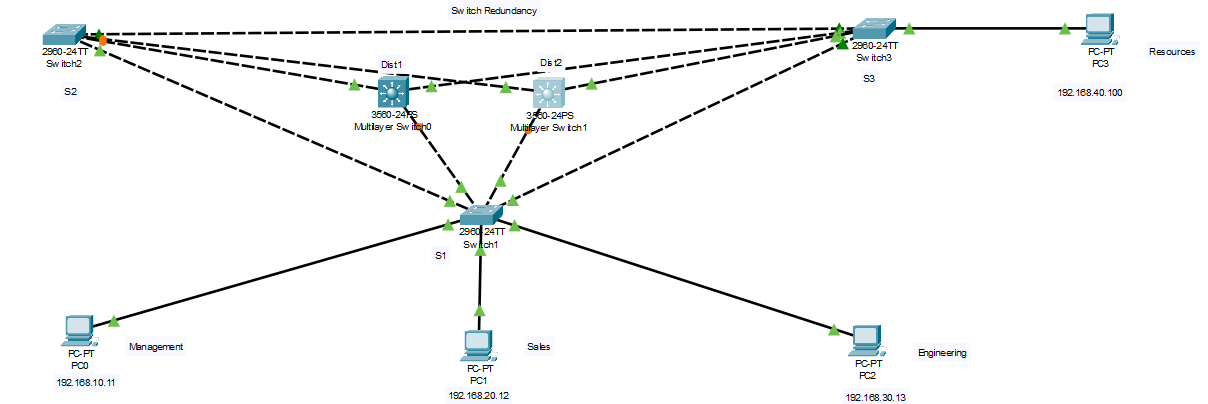 Switch Redundancy
2960-24TT
Switch2
S2
Dist1
3560-24PS
Multilayer Switch0
Dist2
3560-24PS
Multilayer Switch1
2960-24TT
Switch3
S3
PC-PT
PC3
Resources
192.168.40.100
2960-24TT
Switch1
S1
PC-PT
PC0
Management
192.168.10.11
PC-PT
PC1
Sales
192.168.20.12
PC-PT
PC2
Engineering
192.168.30.13